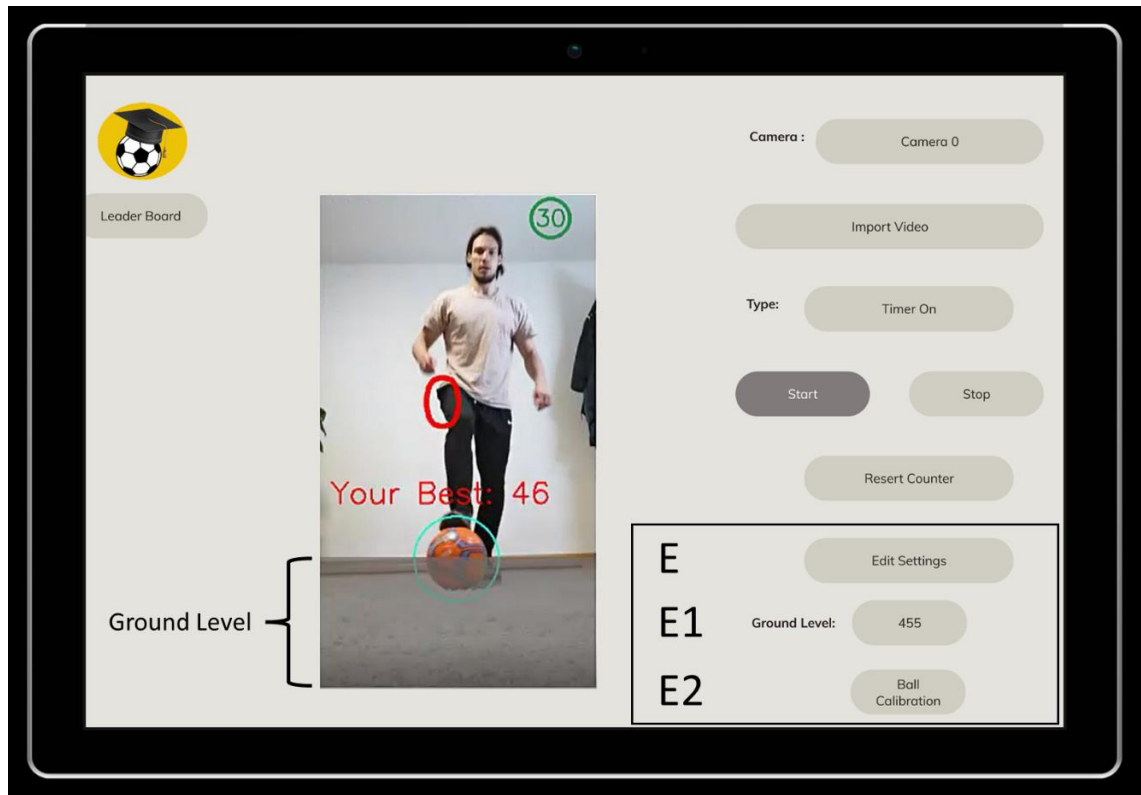 Camera :
Camera 0
Leader Board
30
Import Video
Type:
Timer On
Start
Stop
Resert Counter
Your Best: 46
0
E
Edit Settings
Ground Level
E1
Ground Level:
455
E2
Ball
Calibration